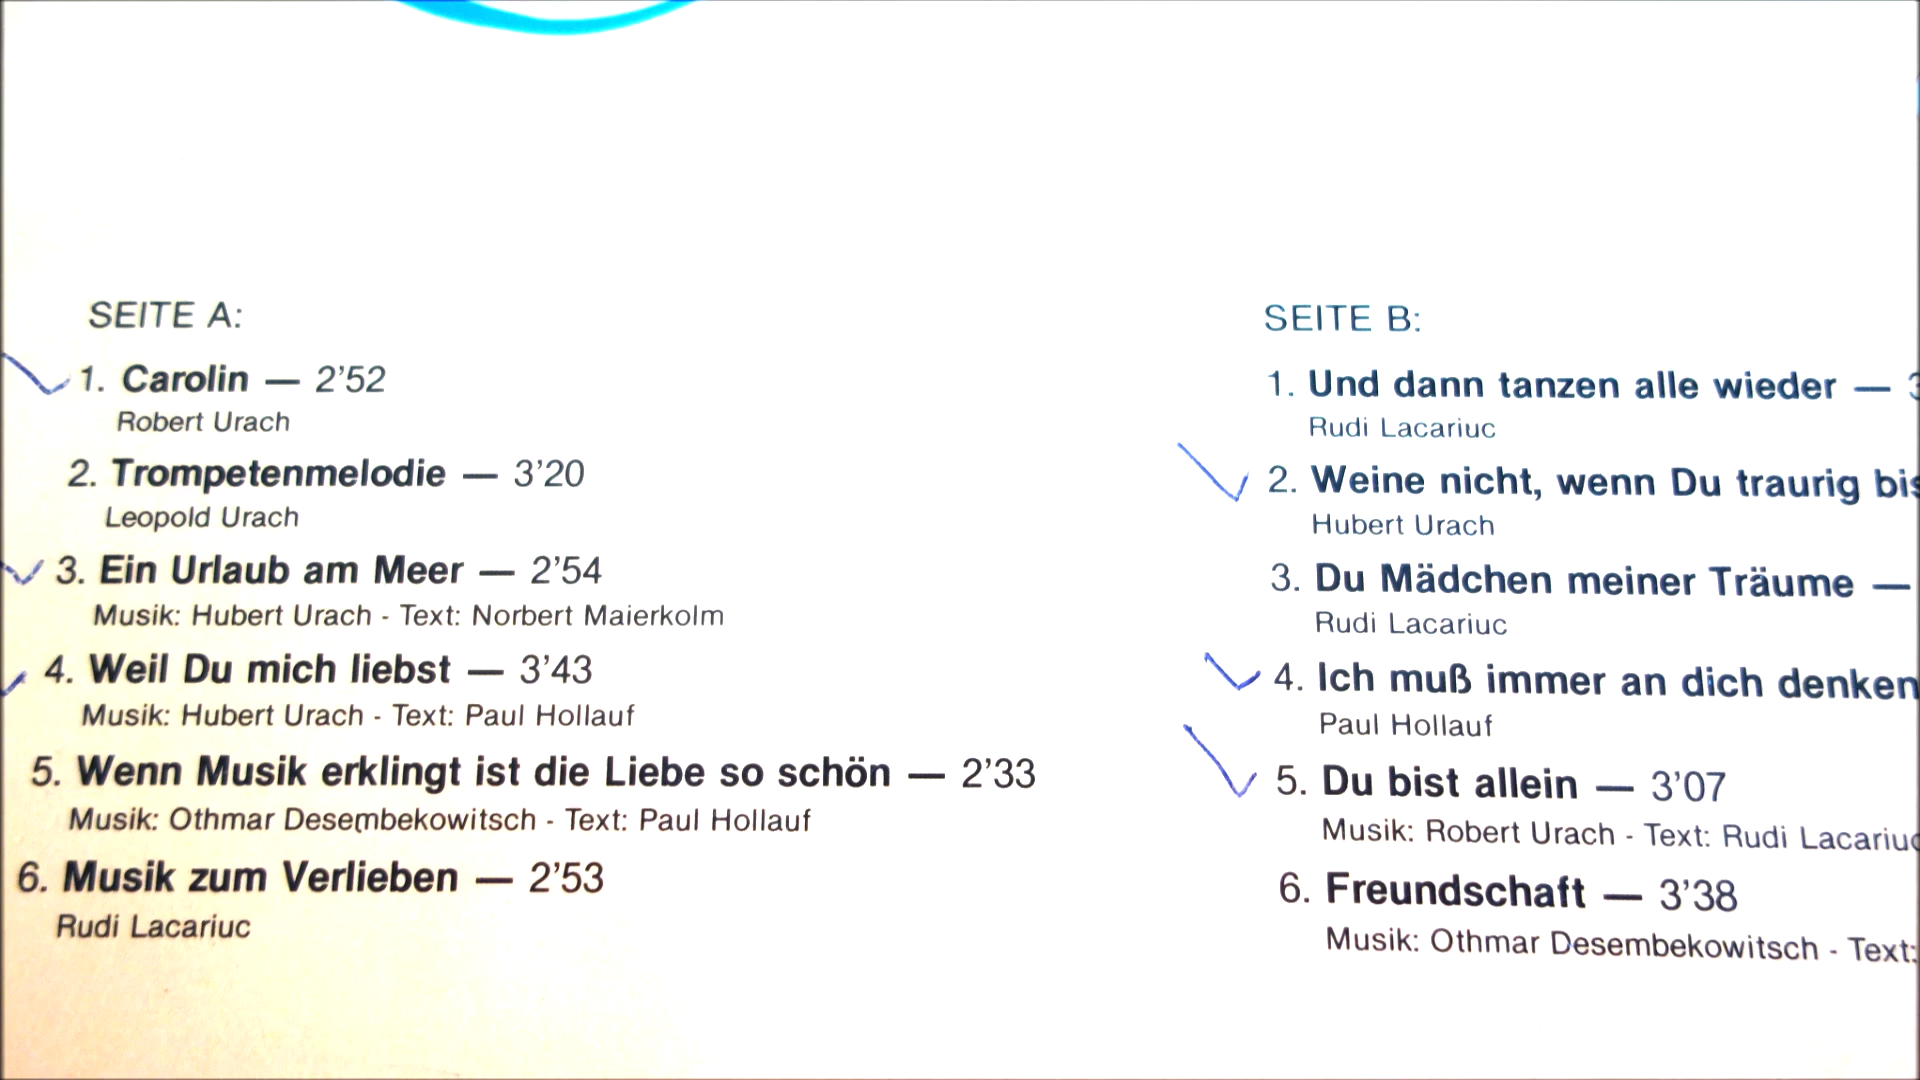 SEITE A:
1. Carolin — 2'52
Robert Urach
2. Trompetenmelodie — 3'20
Leopold Urach
3. Ein Urlaub am Meer — 2'54
Musik: Hubert Urach - Text: Norbert Maierkolm
4. Weil Du mich liebst — 3'43
Musik: Hubert Urach - Text: Paul Hollauf
5. Wenn Musik erklingt ist die Liebe so schön — 2'33
Musik: Othmar Desembekowitsch - Text: Paul Hollauf
6. Musik zum Verlieben — 2'53
Rudi Lacariuc
SEITE B:
1. Und dann tanzen alle wieder —
Rudi Lacariuc
2. Weine nicht, wenn Du traurig
Hubert Urach
3. Du Mädchen meiner Träume —
Rudi Lacariuc
4. Ich muß immer an dich denken
Paul Hollauf
5. Du bist allein — 3'07
Musik: Robert Urach - Text: Rudi Lacariuc
6. Freundschaft — 3'38
Musik: Othmar Desembekowitsch - Text: